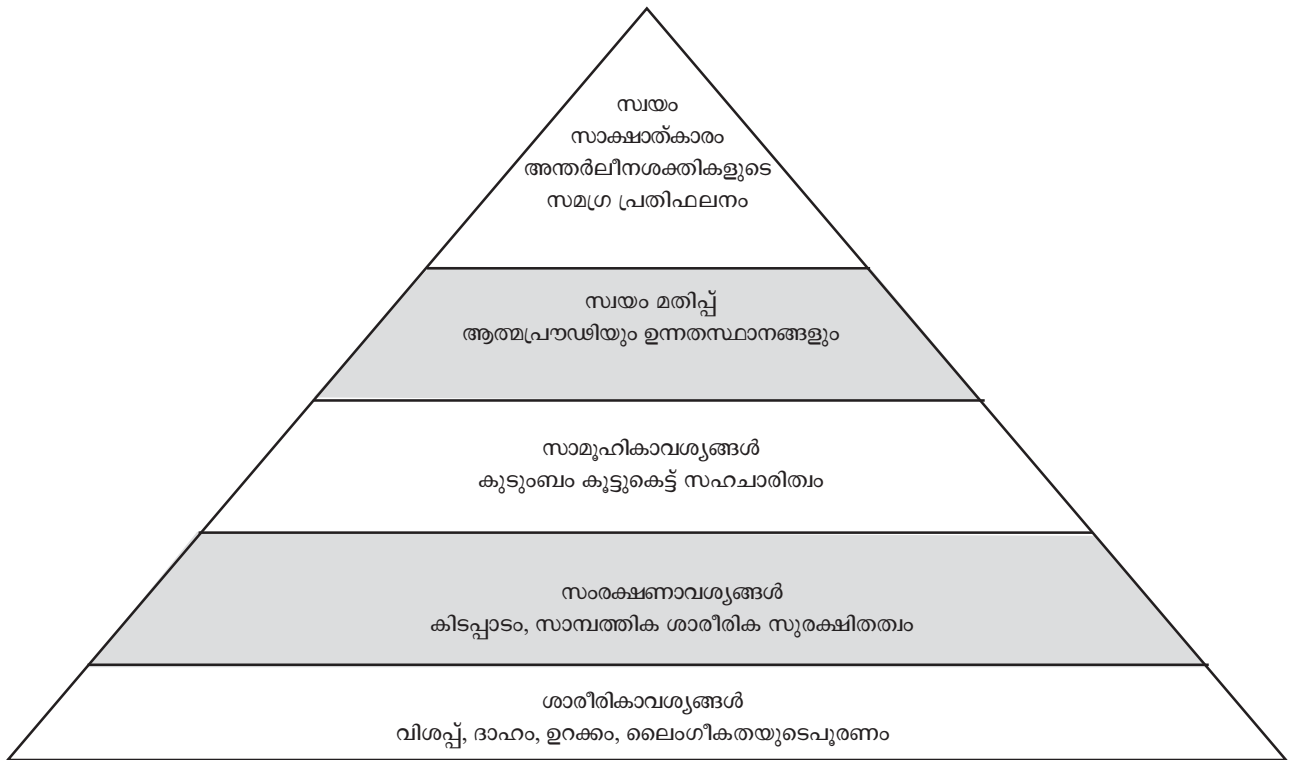 സ്വയം
സാക്ഷാത്കാരം
അന്തർലീനശക്തികളുടെ
സമഗ്ര പ്രതിഫലനം
സ്വയം മതിപ്പ്
ആത്മപ്രൗഢിയും ഉന്നതസ്ഥാനങ്ങളും
സാമൂഹികാവശ്യങ്ങൾ
കുടുംബം കൂട്ടുകെട്ട് സഹചാരിത്വം
സംരക്ഷണാവശ്യങ്ങൾ
കിടപ്പാടം, സാമ്പത്തിക ശാരീരിക സുരക്ഷിതത്വം
ശാരീരികാവശ്യങ്ങൾ
വിശപ്പ്, ദാഹം, ഉറക്കം, ലൈംഗീകതയുടെപൂരണം